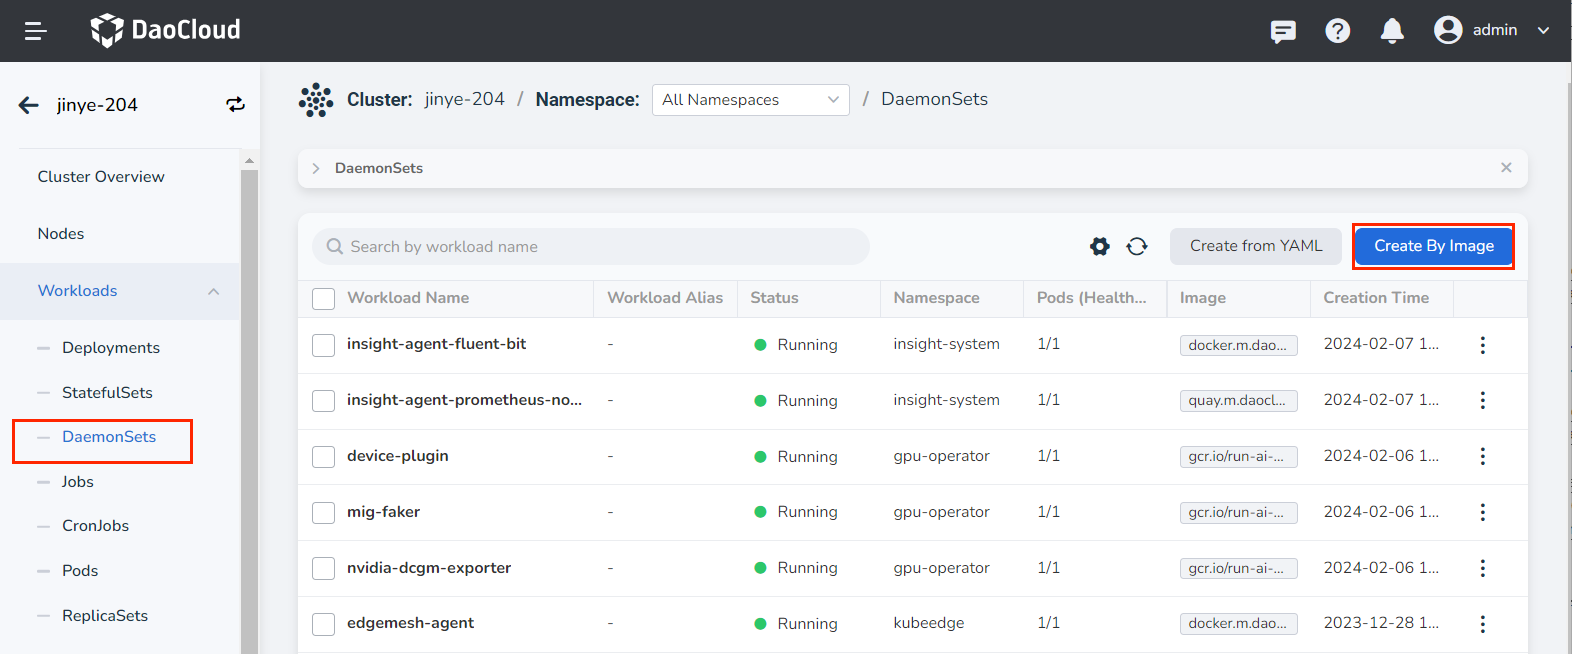 DaoCloud
admin
jinye-204
Cluster: jinye-204 / Namespace: All Namespaces / DaemonSets
Cluster Overview
Nodes
Workloads
Deployments
StatefulSets
DaemonSets
Jobs
CronJobs
Pods
ReplicaSets
DaemonSets
Search by workload name
Create from YAML
Create By Image
Workload Name Workload Alias Status Namespace Pods (Health... Image Creation Time
insight-agent-fluent-bit - Running insight-system 1/1 docker.m.dao... 2024-02-07 1...
insight-agent-prometheus-no... - Running insight-system 1/1 quay.m.daocl... 2024-02-07 1...
device-plugin - Running gpu-operator 1/1 gcr.io/run-ai-... 2024-02-06 1...
mig-faker - Running gpu-operator 1/1 gcr.io/run-ai-... 2024-02-06 1...
nvidia-dcgm-exporter - Running gpu-operator 1/1 gcr.io/run-ai-... 2024-02-06 1...
edgemesh-agent - Running kubeedge 1/1 docker.m.dao... 2023-12-28 1...